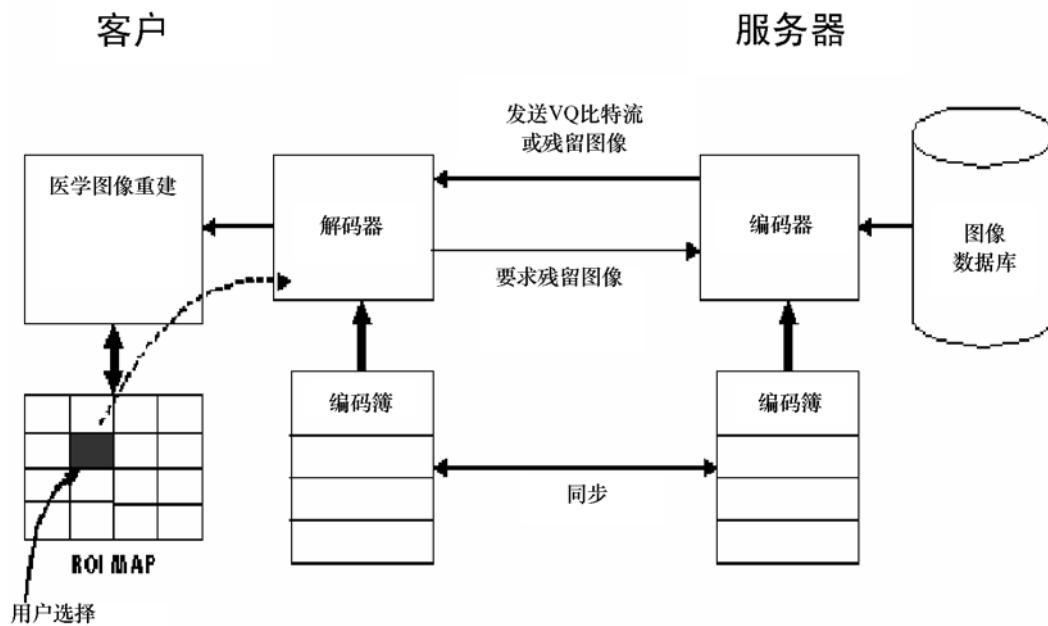 客户
服务器
发送VQ比特流
或残留图像
医学图像重建
解码器
编码器
图像
数据库
要求残留图像
编码簿
编码簿
同步
ROI MAP
用户选择